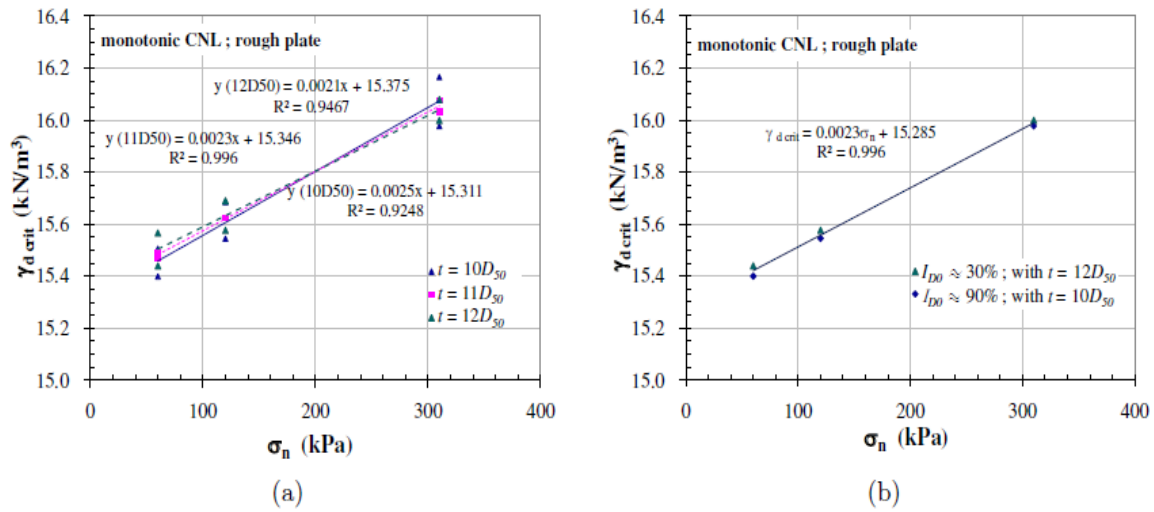 16.4
16.2
16.0
15.8
15.6
15.4
15.2
15.0
γd crit (kN/m³)
monotonic CNL ; rough plate
y (12D50) = 0.0021x + 15.375
R² = 0.9467
y (11D50) = 0.0023x + 15.346
R² = 0.996
y (10D50) = 0.0025x + 15.311
R² = 0.9248
t = 10D50
t = 11D50
t = 12D50
0 100 200 300 400
σn (kPa)
(a)
16.4
16.2
16.0
15.8
15.6
15.4
15.2
15.0
γd crit (kN/m³)
monotonic CNL ; rough plate
γ d crit = 0.0023σn + 15.285
R² = 0.996
ID0 ≈ 30% ; with t = 12D50
ID0 ≈ 90% ; with t = 10D50
0 100 200 300 400
σn (kPa)
(b)